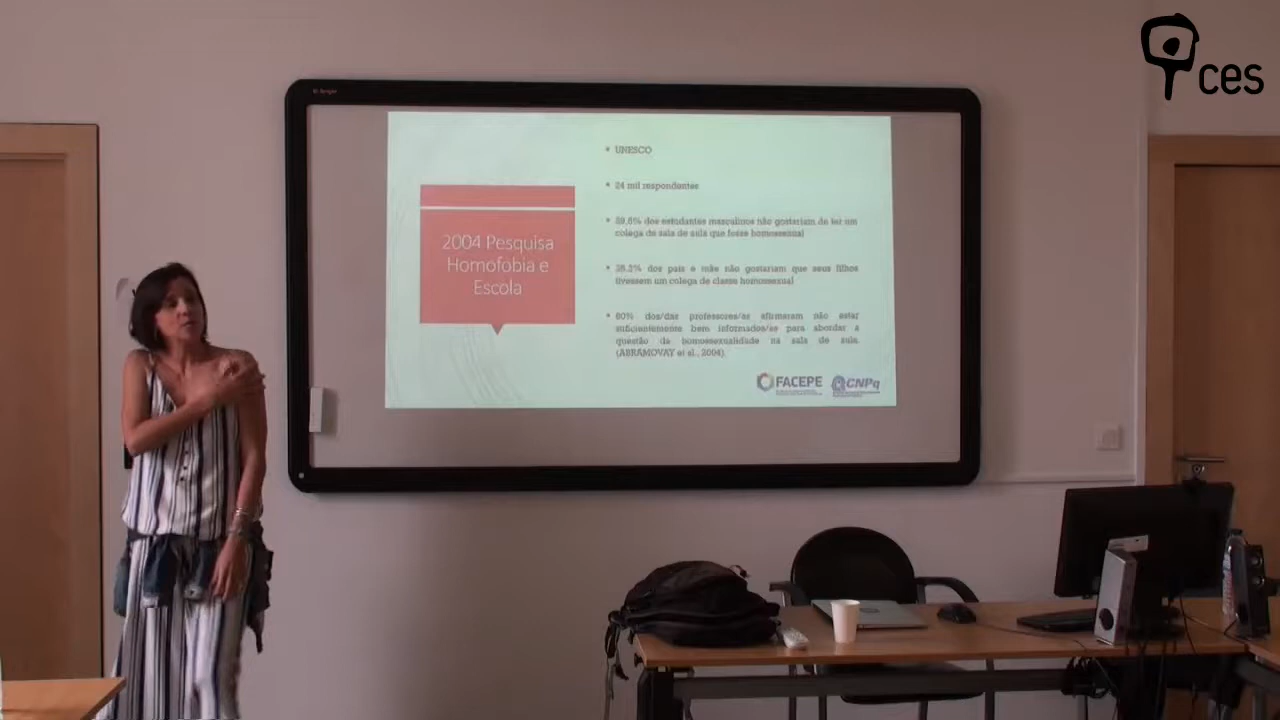 ces
2004 Pesquisa
Homofobia e
Escola
UNESCO
24 mil respondentes
39,6% dos estudantes masculinos não gostariam de ter um
colega de sala de aula que fosse homossexual
35,2% dos pais e mãe não gostariam que seus filhos
tivessem um colega de classe homossexual
60% dos/das professores/as afirmaram não estar
suficientemente bem informados/as para abordar a
questão da homossexualidade na sala de aula.
(ABRAMOVAY et al., 2004).
FACEPE
CNPq